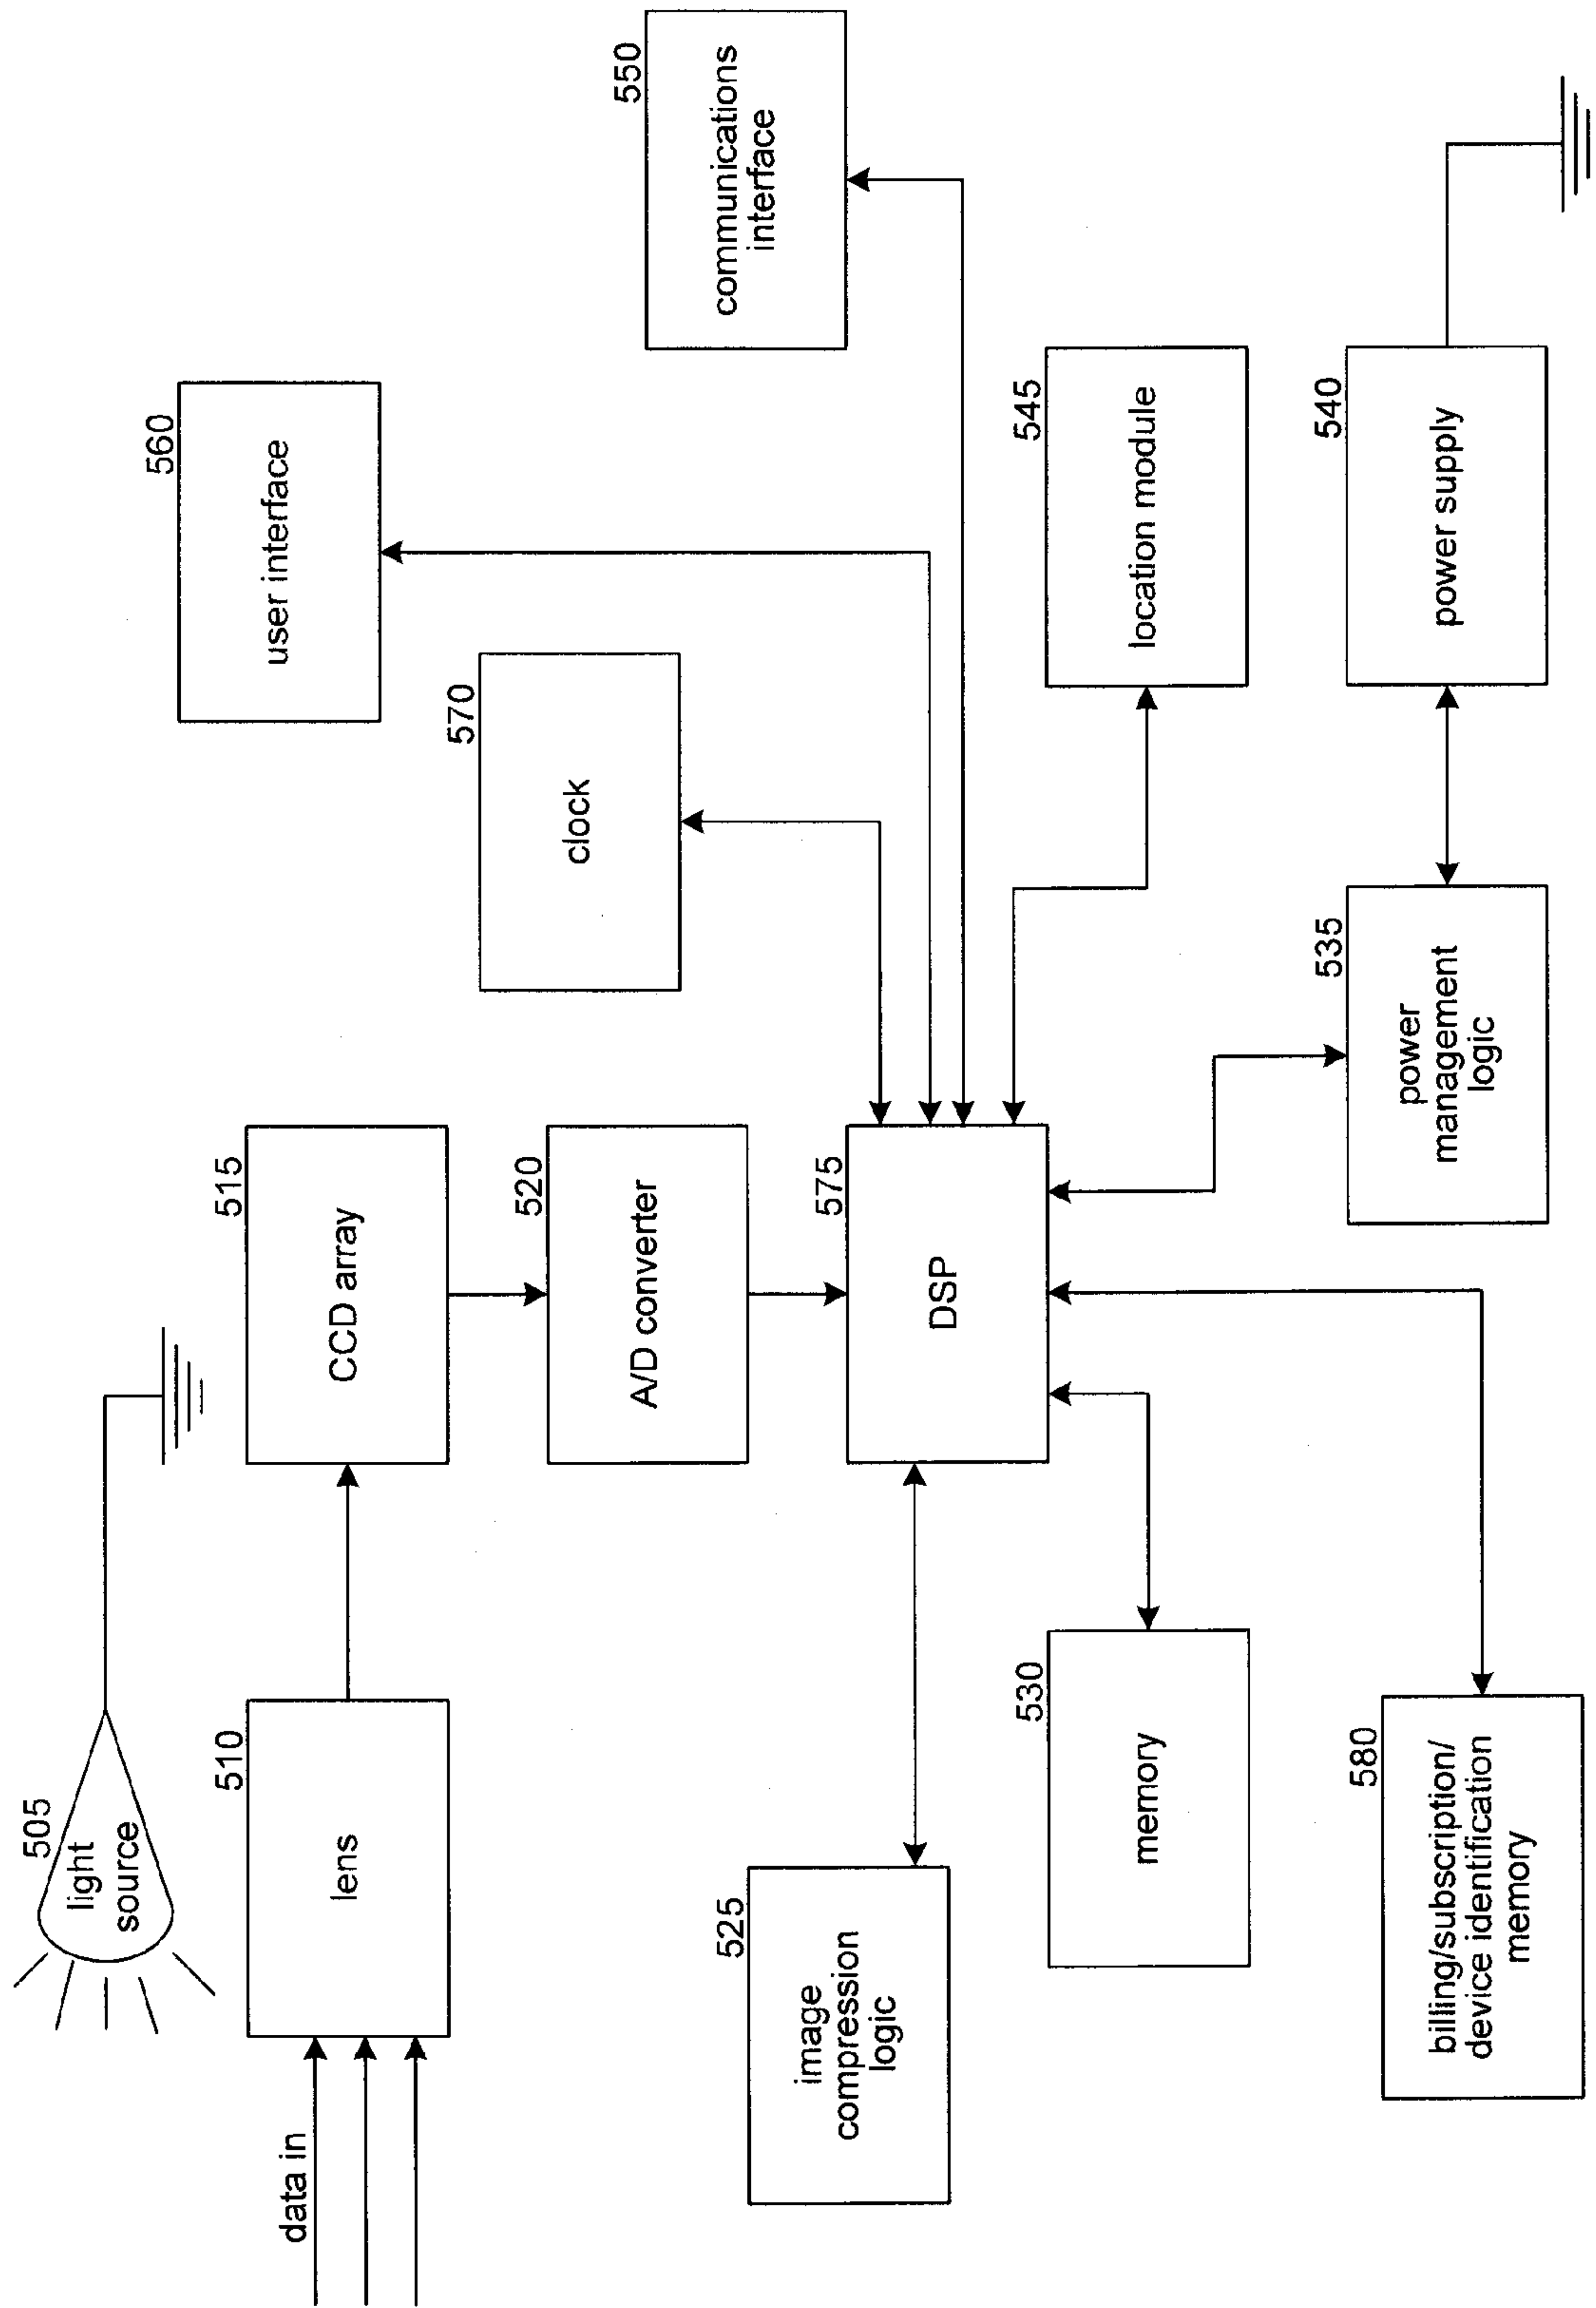 505
light
source
data in
510
lens
515
CCD array
520
A/D converter
575
DSP
525
image
compression
logic
530
memory
580
billing/subscription/
device identification
memory
570
clock
560
user interface
550
communications
interface
545
location module
535
power
management
logic
540
power supply